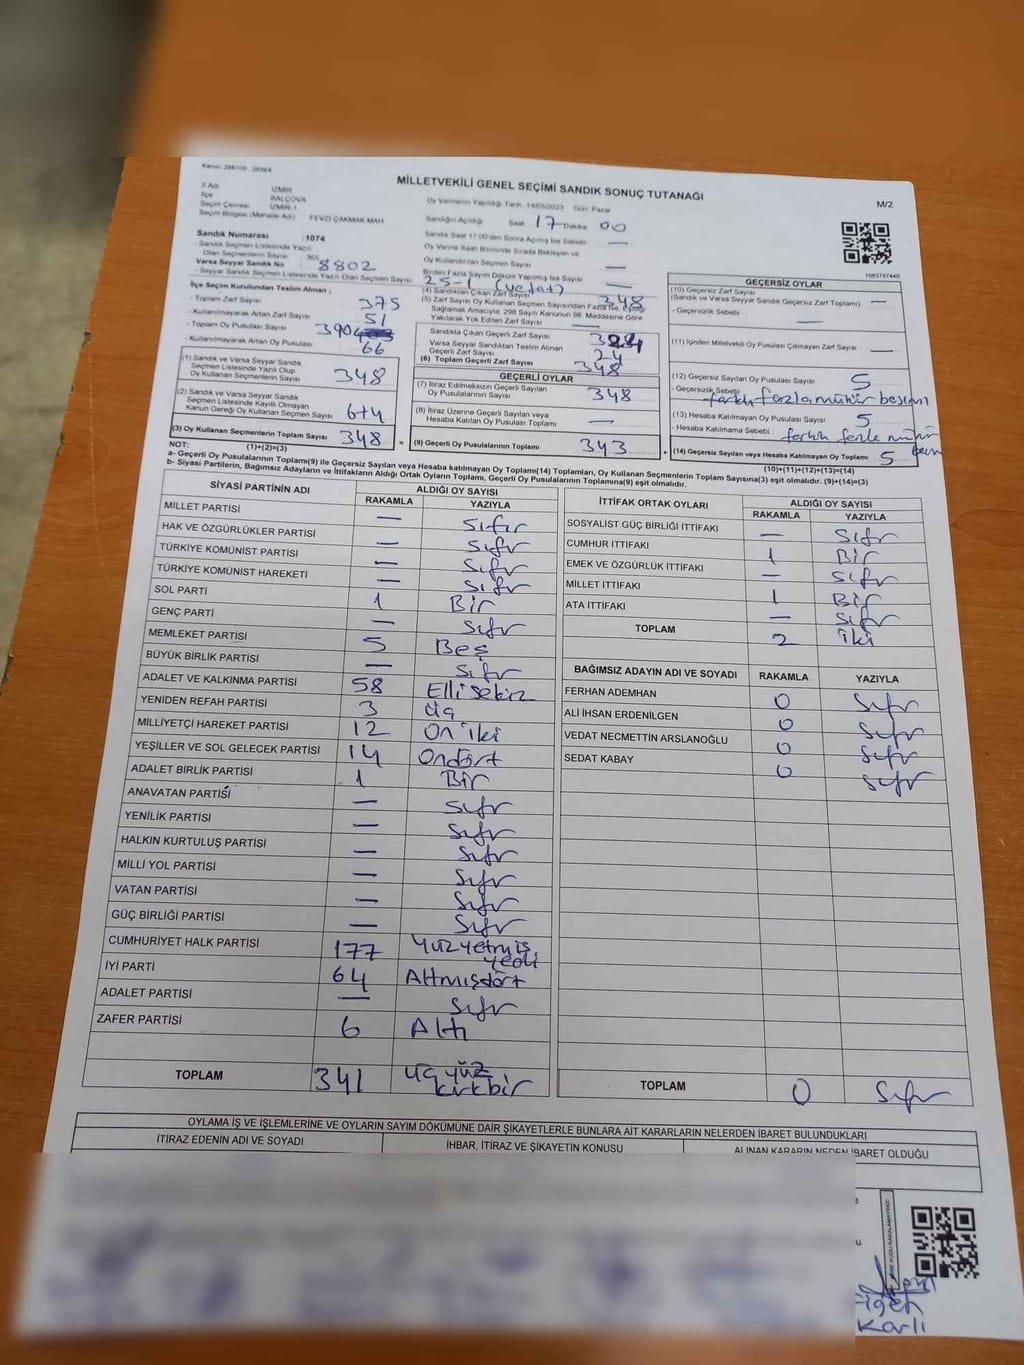 MİLLETVEKİLİ GENEL SEÇİMİ SANDIK SONUÇ TUTANAĞI
M/2
İl Adı : İZMİR
İlçe : BALÇOVA
Seçim Çevresi : İZMİR-1
Seçim Bölgesi (Mahalle Adı) : FEVZİ ÇAKMAK MAH.
Oy Vermenin Yapıldığı Tarih : 14/05/2023 Gün: Pazar
Sandığın Açıldığı Saat 17 Dakika 00
Sandık Saat 17:00'den Sonra Açılmış İse Sebebi : —
Sandık Numarası : 1074
- Sandık Seçmen Listesinde Yazılı
Olan Seçmenlerin Sayısı : 365
Varsa Seyyar Sandık No : 8802
- Seyyar Sandık Seçmen Listesinde Yazılı Olan Seçmen Sayısı : 25-1 (vefat)
Oy Verme Saati Bitiminde Sırada Bekleyen ve
Oy Kullandırılan Seçmen Sayısı —
Birden Fazla Sayım Döküm Yapılmış İse Sayısı —
İlçe Seçim Kurulundan Teslim Alınan ;
- Toplam Zarf Sayısı : 375
- Kullanılmayarak Artan Zarf Sayısı : 51
- Toplam Oy Pusulası Sayısı : 390
- Kullanılmayarak Artan Oy Pusulası : 66
(1) Sandık ve Varsa Seyyar Sandık
Seçmen Listesinde Yazılı Olup
Oy Kullanan Seçmenlerin Sayısı 348
(2) Sandık ve Varsa Seyyar Sandık
Seçmen Listesinde Kayıtlı Olmayan
Kanun Gereği Oy Kullanan Seçmen Sayısı
(3) Oy Kullanan Seçmenlerin Toplam Sayısı 348
(1)+(2)=(3)
(4) Sandıktan Çıkan Zarf Sayısı 348
(5) Zarf Sayısı Oy Kullanan Seçmen Sayısından Fazla İse, Eşitliği
Sağlamak Amacıyla; 298 Sayılı Kanunun 98. Maddesine Göre
Yakılarak Yok Edilen Zarf Sayısı : —
Sandıkta Çıkan Geçerli Zarf Sayısı
Varsa Seyyar Sandıktan Teslim Alınan
Geçerli Zarf Sayısı 24
(6) Toplam Geçerli Zarf Sayısı 348
GEÇERLİ OYLAR
(7) İtiraz Edilmeksizin Geçerli Sayılan
Oy Pusulalarının Sayısı 348
(8) İtiraz Üzerine Geçerli Sayılan veya
Hesaba Katılan Oy Pusulası Toplamı —
(9) Geçerli Oy Pusulalarının Toplamı 343
1083797440
GEÇERSİZ OYLAR
(10) Geçersiz Zarf Sayısı
(Sandık ve Varsa Seyyar Sandık Geçersiz Zarf Toplamı) —
- Geçersizlik Sebebi : —
(11) İçinden Milletvekili Oy Pusulası Çıkmayan Zarf Sayısı : —
(12) Geçersiz Sayılan Oy Pusulası Sayısı 5
- Geçersizlik Sebebi : fazla mühür basımı
(13) Hesaba Katılmayan Oy Pusulası Sayısı 5
- Hesaba Katılmama Sebebi : mühür
(14) Geçersiz Sayılan veya Hesaba Katılmayan Oy Toplamı 5
(10)+(11)+(12)+(13)=(14)
NOT:
a- Geçerli Oy Pusulalarının Toplamı(9) ile Geçersiz Sayılan veya Hesaba katılmayan Oy Toplamı(14) Toplamları, Oy Kullanan Seçmenlerin Toplam Sayısına(3) eşit olmalıdır. (9)+(14)=(3)
b- Siyasi Partilerin, Bağımsız Adayların ve İttifakların Aldığı Ortak Oyların Toplamı, Geçerli Oy Pusulalarının Toplamına(9) eşit olmalıdır.
SİYASİ PARTİNİN ADI ALDIĞI OY SAYISI
RAKAMLA YAZIYLA
MİLLET PARTİSİ — Sıfır
HAK VE ÖZGÜRLÜKLER PARTİSİ — Sıfır
TÜRKİYE KOMÜNİST PARTİSİ — Sıfır
TÜRKİYE KOMÜNİST HAREKETİ — Sıfır
SOL PARTİ 1 Bir
GENÇ PARTİ — Sıfır
MEMLEKET PARTİSİ 5 Beş
BÜYÜK BİRLİK PARTİSİ — Sıfır
ADALET VE KALKINMA PARTİSİ 58 Ellisekiz
YENİDEN REFAH PARTİSİ 3 Üç
MİLLİYETÇİ HAREKET PARTİSİ 12 On iki
YEŞİLLER VE SOL GELECEK PARTİSİ 14 Ondört
ADALET BİRLİK PARTİSİ 1 Bir
ANAVATAN PARTİSİ — Sıfır
YENİLİK PARTİSİ — Sıfır
HALKIN KURTULUŞ PARTİSİ — Sıfır
MİLLİ YOL PARTİSİ — Sıfır
VATAN PARTİSİ — Sıfır
GÜÇ BİRLİĞİ PARTİSİ — Sıfır
CUMHURİYET HALK PARTİSİ 177 Yüzyetmiş yedi
İYİ PARTİ 64 Altmışdört
ADALET PARTİSİ — Sıfır
ZAFER PARTİSİ 6 Altı
TOPLAM 341 Üç yüz kırkbir
İTTİFAK ORTAK OYLARI ALDIĞI OY SAYISI
RAKAMLA YAZIYLA
SOSYALİST GÜÇ BİRLİĞİ İTTİFAKI — Sıfır
CUMHUR İTTİFAKI 1 Bir
EMEK VE ÖZGÜRLÜK İTTİFAKI — Sıfır
MİLLET İTTİFAKI 1 Bir
ATA İTTİFAKI — Sıfır
TOPLAM 2 iki
BAĞIMSIZ ADAYIN ADI VE SOYADI RAKAMLA YAZIYLA
FERHAN ADEMHAN 0 Sıfır
ALİ İHSAN ERDENİLGEN 0 Sıfır
VEDAT NECMETTİN ARSLANOĞLU 0 Sıfır
SEDAT KABAY 0 Sıfır
TOPLAM 0 Sıfır
OYLAMA İŞ VE İŞLEMLERİNE VE OYLARIN SAYIM DÖKÜMÜNE DAİR ŞİKAYETLERLE BUNLARA AİT KARARLARIN NELERDEN İBARET BULUNDUKLARI
İTİRAZ EDENİN ADI VE SOYADI
İHBAR, İTİRAZ VE ŞİKAYETİN KONUSU
ALINAN KARARIN NEDEN İBARET OLDUĞU
Karlı